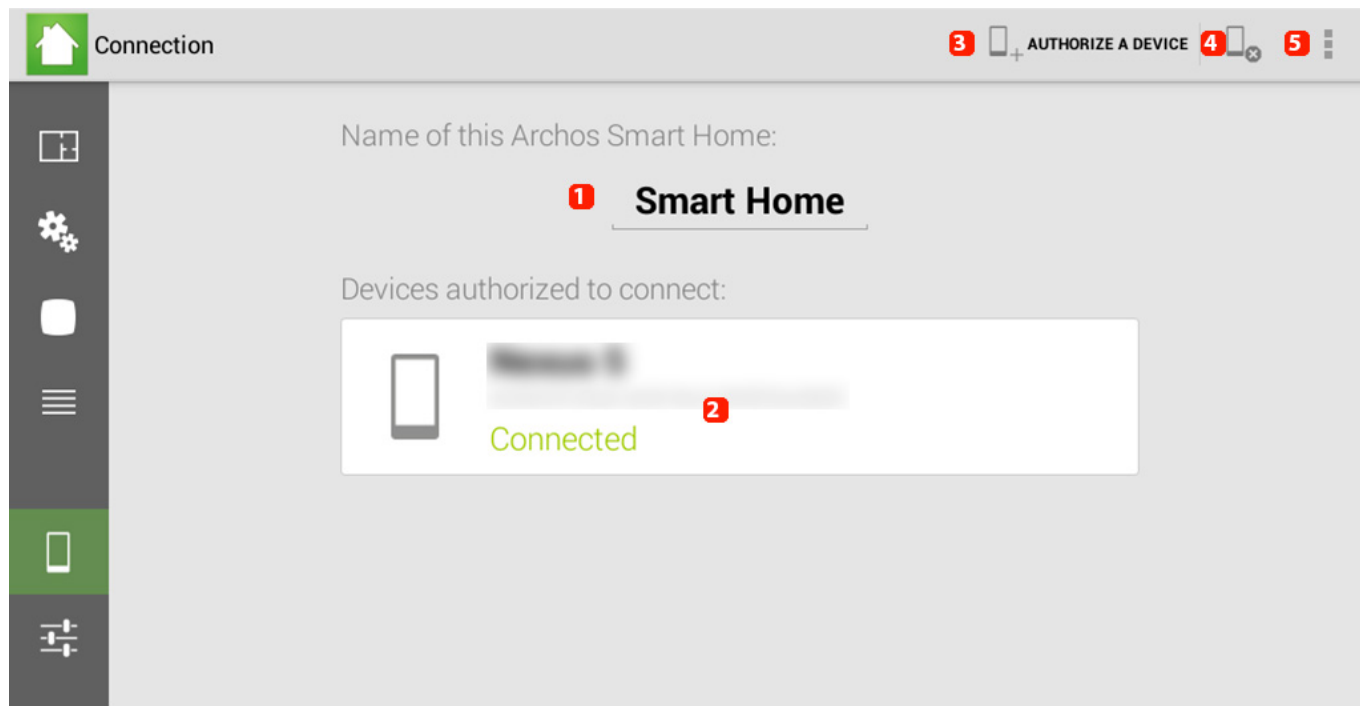 Connection
3 AUTHORIZE A DEVICE 4 5
Name of this Archos Smart Home:
1 Smart Home
Devices authorized to connect:
2
Connected